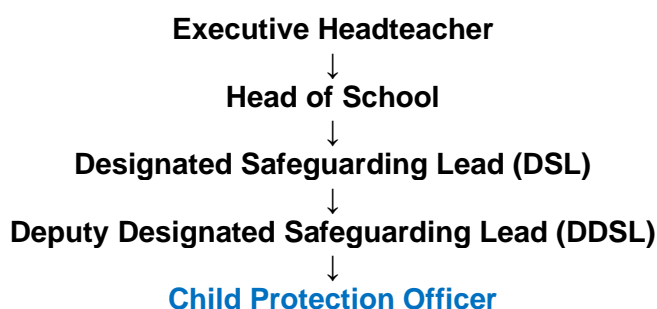 Executive Headteacher
↓
Head of School
↓
Designated Safeguarding Lead (DSL)
↓
Deputy Designated Safeguarding Lead (DDSL)
↓
Child Protection Officer